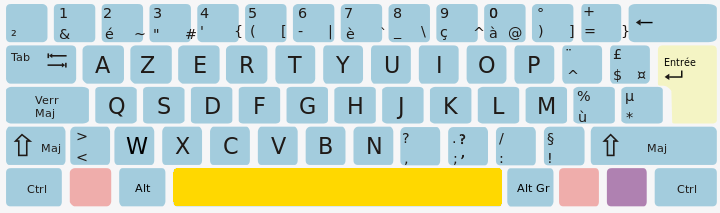 1 2 3 4 5 6 7 8 9 0 ° +
² & é ~ " # ' { ( [ - | è ` _ \ ç ^ à @ ) ] = } ←
Tab A Z E R T Y U I O P ¨ ^ £ $ ¤ Entrée
Verr Maj Q S D F G H J K L M % ù µ *
Maj > < W X C V B N ? , . ? ; ’ / : § ! Maj
Ctrl Alt Alt Gr Ctrl